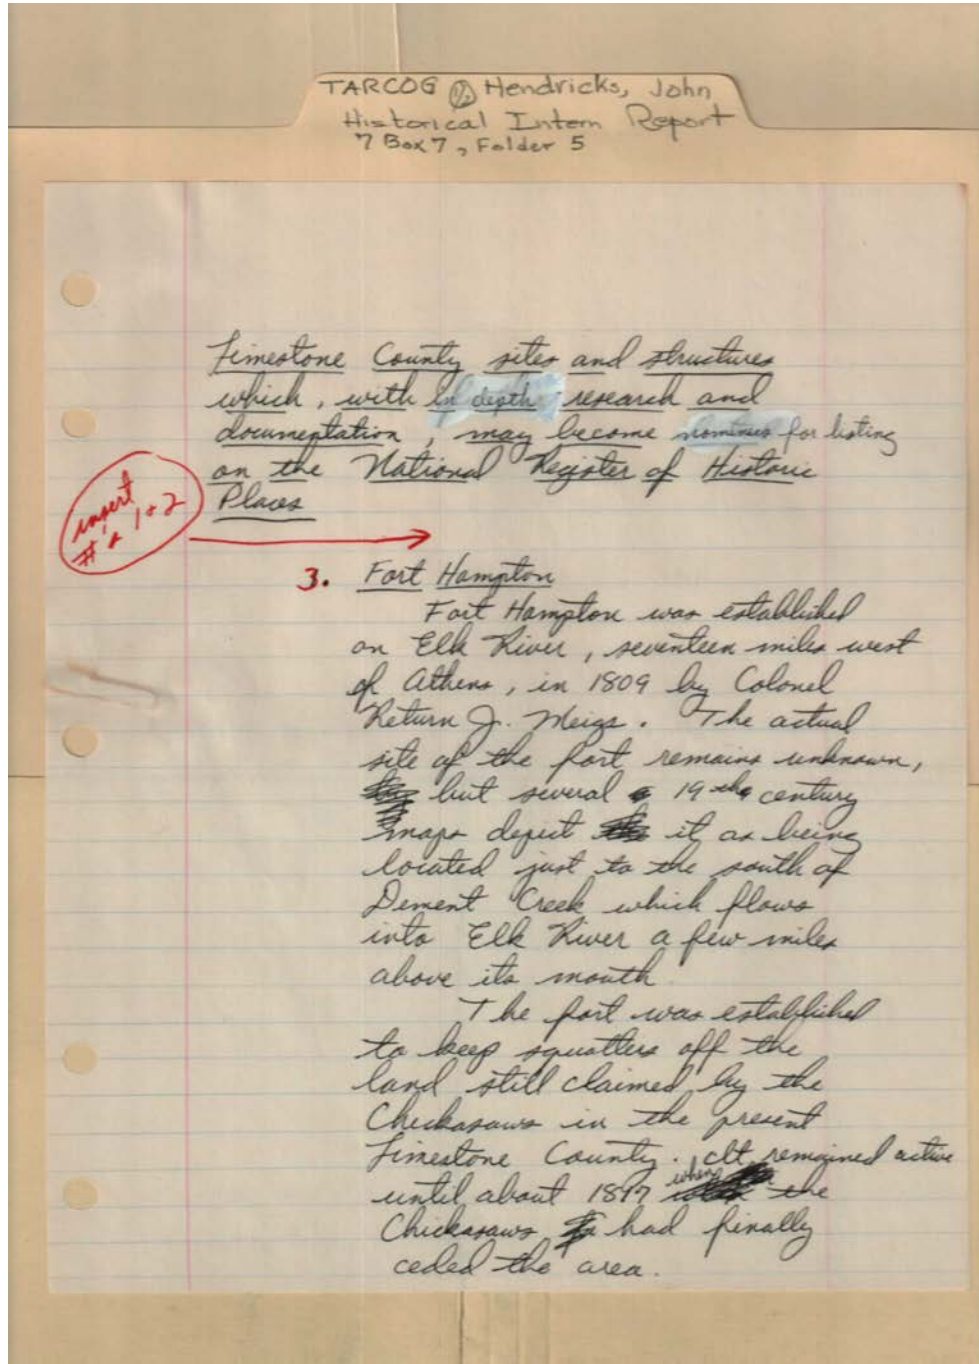 TARCOG 1/2 Hendricks, John
Historical Intern Report
7 Box 7, Folder 5
Limestone County sites and structures
which, with in depth research and
documentation, may become nominees for listing
on the National Register of Historic
Places
insert
#s 1+2
3. Fort Hampton
Fort Hampton was established
on Elk River, seventeen miles west
of Athens, in 1809 by Colonel
Return J. Meigs. The actual
site of the fort remains unknown,
but several 19th century
maps depict it as being
located just to the south of
Dement Creek which flows
into Elk River a few miles
above its mouth.
The fort was established
to keep squatters off the
land still claimed by the
Chickasaws in the present
Limestone County. It remained active
until about 1817 when the
Chickasaws had finally
ceded the area.